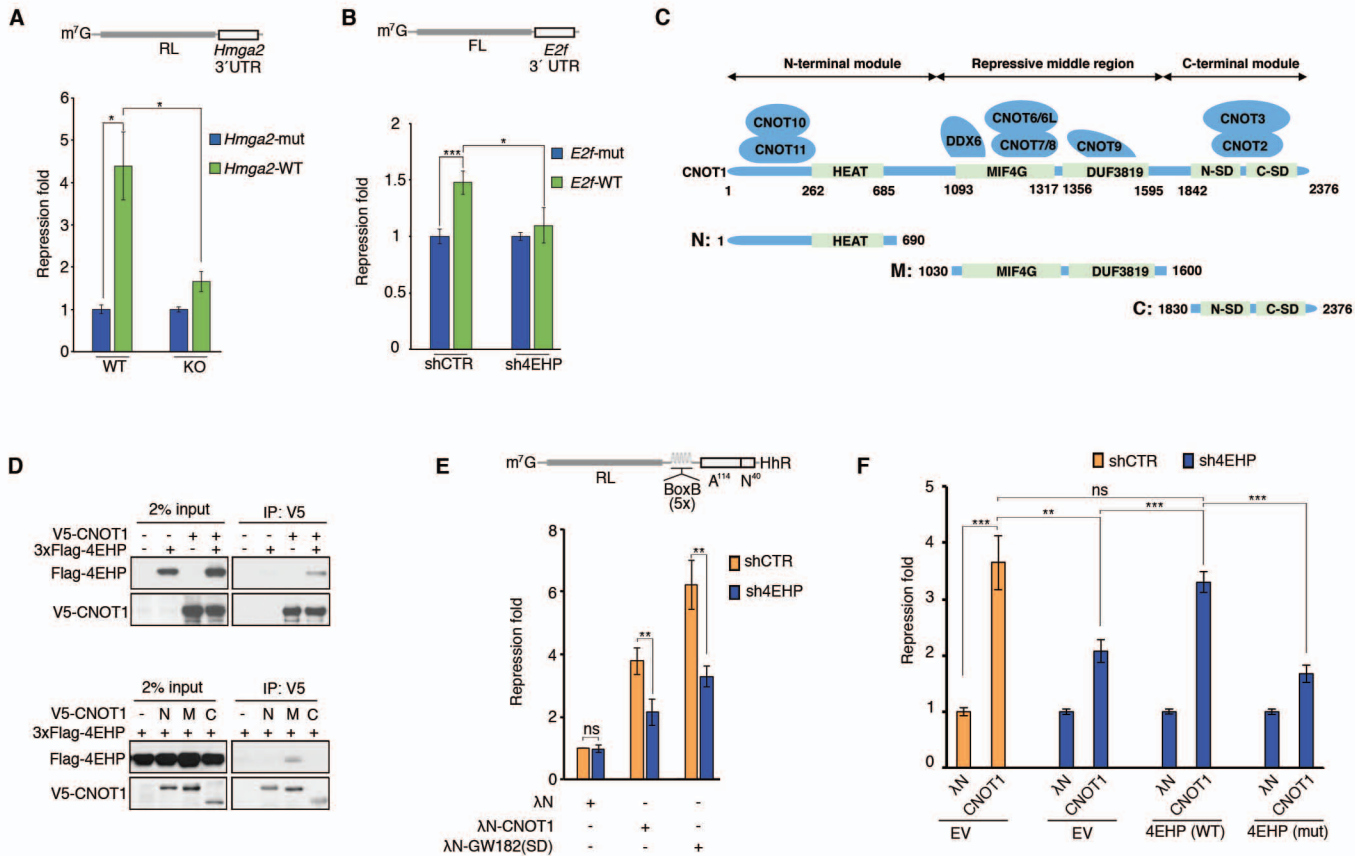 A
m⁷G
RL
Hmga2
3′UTR
Repression fold
6
5
4
3
2
1
0
*
*
Hmga2-mut
Hmga2-WT
WT
KO
B
m⁷G
FL
E2f
3′ UTR
Repression fold
2
1.5
1
0.5
0
***
*
E2f-mut
E2f-WT
shCTR
sh4EHP
C
N-terminal module
Repressive middle region
C-terminal module
CNOT10
CNOT11
DDX6
CNOT6/6L
CNOT7/8
CNOT9
CNOT3
CNOT2
CNOT1
HEAT
MIF4G
DUF3819
N-SD
C-SD
1
262
685
1093
1317
1356
1595
1842
2376
N: 1
HEAT
690
M: 1030
MIF4G
DUF3819
1600
C: 1830
N-SD
C-SD
2376
D
2% input
IP: V5
V5-CNOT1 - - + + - - + +
3xFlag-4EHP - + - + - + - +
Flag-4EHP
V5-CNOT1
2% input
IP: V5
V5-CNOT1 - N M C - N M C
3xFlag-4EHP + + + + + + + +
Flag-4EHP
V5-CNOT1
E
m⁷G
RL
BoxB
(5x)
A¹¹⁴
N⁴⁰
HhR
Repression fold
8
6
4
2
0
ns
**
**
shCTR
sh4EHP
λN + - -
λN-CNOT1 - + -
λN-GW182(SD) - - +
F
shCTR
sh4EHP
Repression fold
5
4
3
2
1
0
ns
***
**
***
***
λN
CNOT1
λN
CNOT1
λN
CNOT1
λN
CNOT1
EV
EV
4EHP (WT)
4EHP (mut)